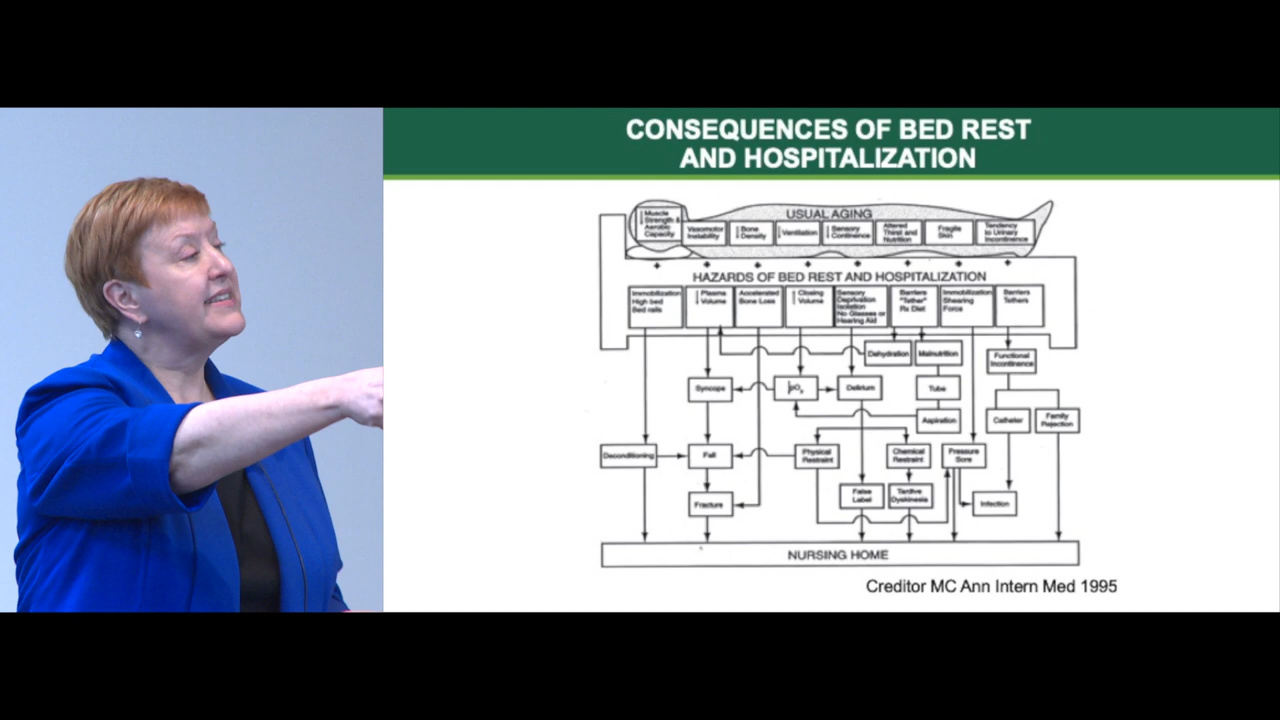 CONSEQUENCES OF BED REST
AND HOSPITALIZATION
USUAL AGING
↓ Muscle
Strength &
Aerobic
Capacity
Vasomotor
Instability
↓ Bone
Density
↓ Ventilation
↓ Sensory
Continence
Altered
Thirst and
Nutrition
Fragile
Skin
Tendency
to Urinary
Incontinence
+ + + + + + + +
HAZARDS OF BED REST AND HOSPITALIZATION
Immobilization
High bed
Bed rails
↓ Plasma
Volume
Accelerated
Bone Loss
↓ Closing
Volume
Sensory
Deprivation
Isolation
No Glasses or
Hearing Aid
Barriers
"Tether"
Rx Diet
Immobilization
Shearing
Force
Barriers
Tethers
Dehydration
Malnutrition
Functional
Incontinence
Syncope
↓pO₂
Delirium
Tube
Aspiration
Catheter
Family
Rejection
Deconditioning
Fall
Physical
Restraint
Chemical
Restraint
Pressure
Sore
Fracture
False
Label
Tardive
Dyskinesia
Infection
NURSING HOME
Creditor MC Ann Intern Med 1995